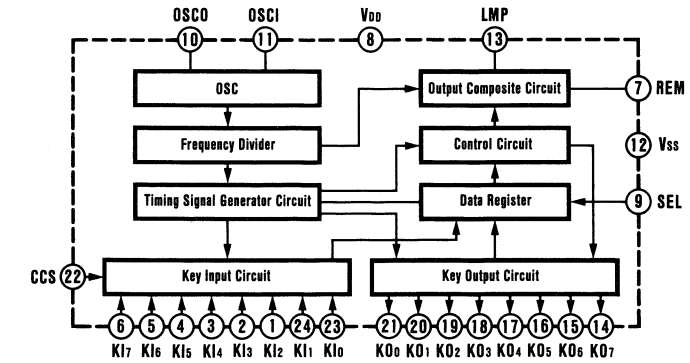 OSCO OSCI VDD LMP
10 11 8 13
OSC
Output Composite Circuit
7 REM
Frequency Divider
Control Circuit
12 VSS
Timing Signal Generator Circuit
Data Register
9 SEL
CCS 22
Key Input Circuit
Key Output Circuit
6 5 4 3 2 1 24 23 21 20 19 18 17 16 15 14
KI7 KI6 KI5 KI4 KI3 KI2 KI1 KI0 KO0 KO1 KO2 KO3 KO4 KO5 KO6 KO7